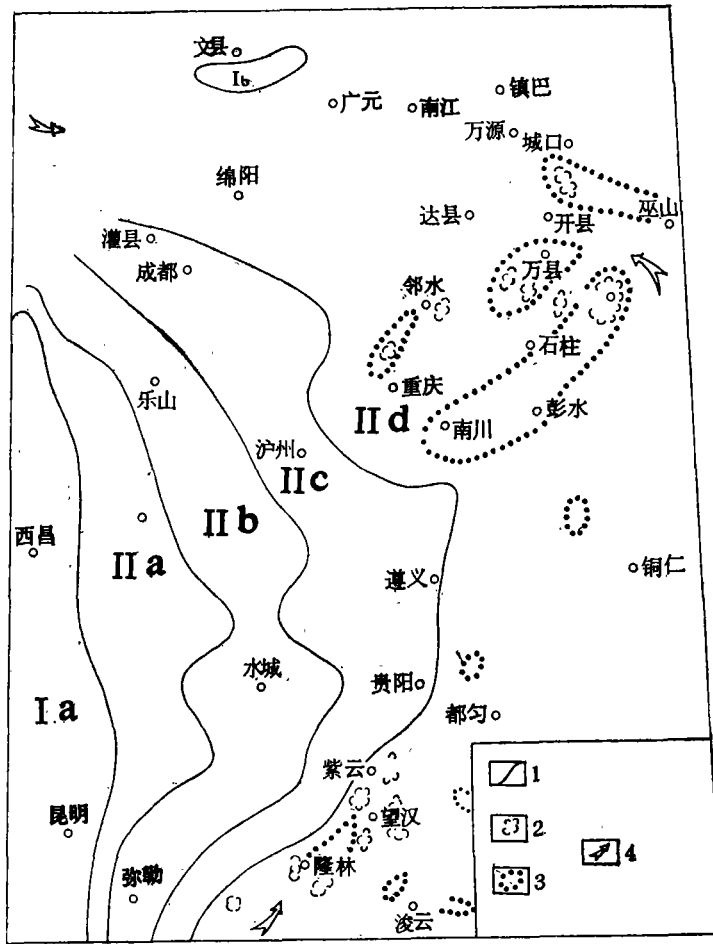 文县
Ib
广元
南江
镇巴
万源
城口
绵阳
达县
开县
巫山
灌县
成都
万县
邻水
石柱
乐山
重庆
IId
南川
彭水
泸州
IIc
IIb
西昌
IIa
遵义
铜仁
水城
贵阳
Ia
都匀
紫云
1
昆明
望汉
2
4
隆林
3
弥勒
浚云